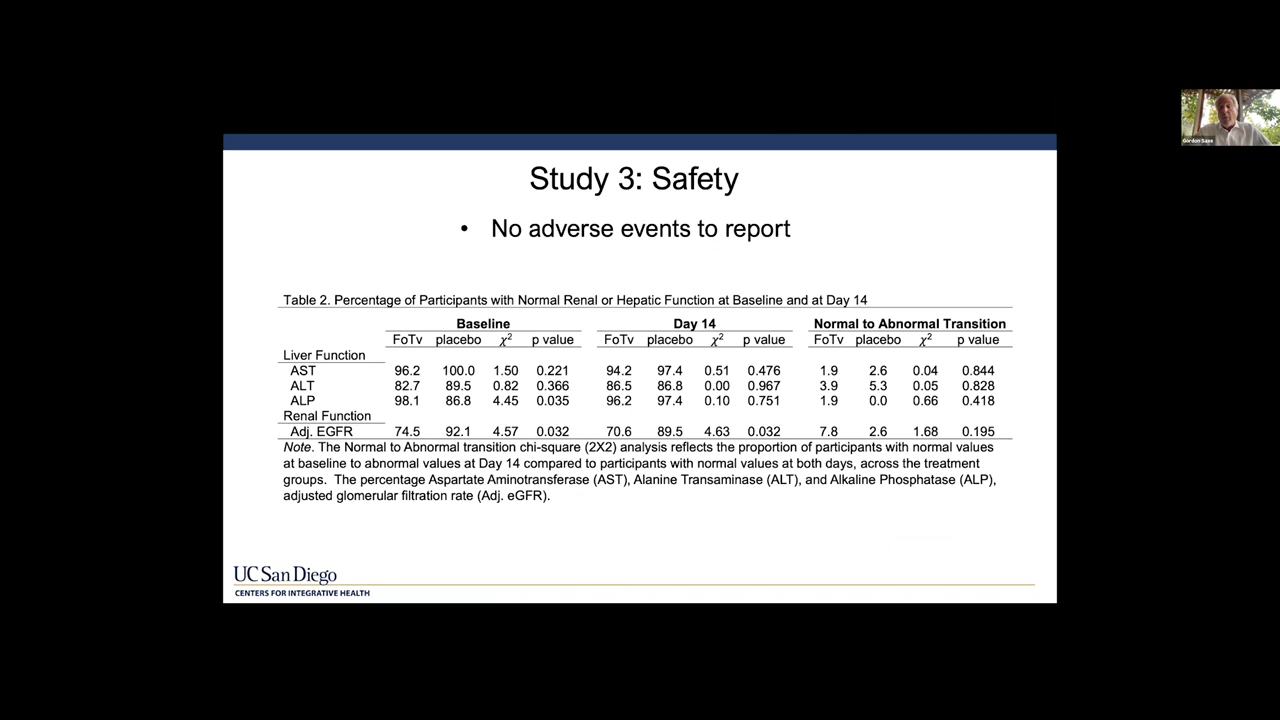 Study 3: Safety
• No adverse events to report
Table 2. Percentage of Participants with Normal Renal or Hepatic Function at Baseline and at Day 14
Baseline Day 14 Normal to Abnormal Transition
FoTv placebo χ² p value FoTv placebo χ² p value FoTv placebo χ² p value
Liver Function
AST 96.2 100.0 1.50 0.221 94.2 97.4 0.51 0.476 1.9 2.6 0.04 0.844
ALT 82.7 89.5 0.82 0.366 86.5 86.8 0.00 0.967 3.9 5.3 0.05 0.828
ALP 98.1 86.8 4.45 0.035 96.2 97.4 0.10 0.751 1.9 0.0 0.66 0.418
Renal Function
Adj. EGFR 74.5 92.1 4.57 0.032 70.6 89.5 4.63 0.032 7.8 2.6 1.68 0.195
Note. The Normal to Abnormal transition chi-square (2X2) analysis reflects the proportion of participants with normal values
at baseline to abnormal values at Day 14 compared to participants with normal values at both days, across the treatment
groups. The percentage Aspartate Aminotransferase (AST), Alanine Transaminase (ALT), and Alkaline Phosphatase (ALP),
adjusted glomerular filtration rate (Adj. eGFR).
UC San Diego
CENTERS FOR INTEGRATIVE HEALTH
Gordon Saxe